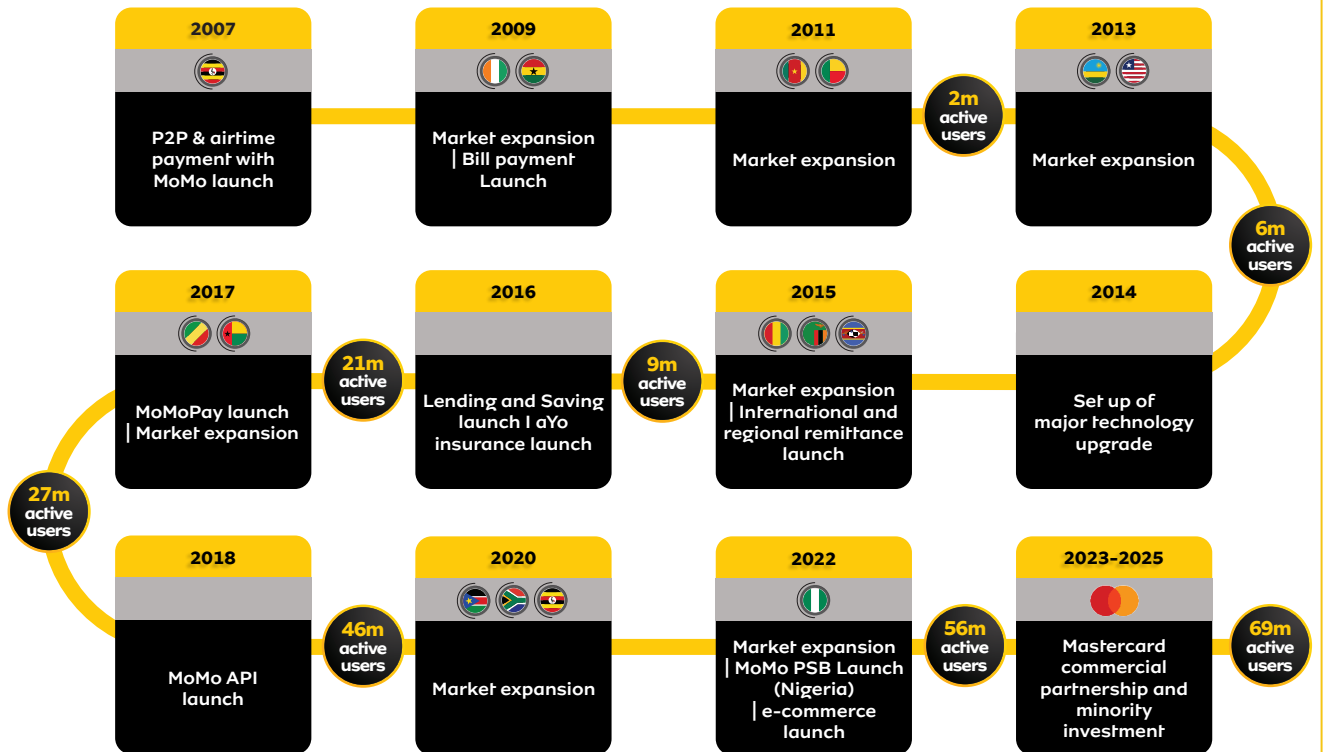 2007
P2P & airtime
payment with
MoMo launch
2009
Market expansion
| Bill payment
Launch
2011
Market expansion
2m
active
users
2013
Market expansion
6m
active
users
2014
Set up of
major technology
upgrade
2015
Market expansion
| International and
regional remittance
launch
9m
active
users
2016
Lending and Saving
launch I aYo
insurance launch
21m
active
users
2017
MoMoPay launch
| Market expansion
27m
active
users
2018
MoMo API
launch
46m
active
users
2020
Market expansion
2022
Market expansion
| MoMo PSB Launch
(Nigeria)
| e-commerce
launch
56m
active
users
2023-2025
Mastercard
commercial
partnership and
minority
investment
69m
active
users